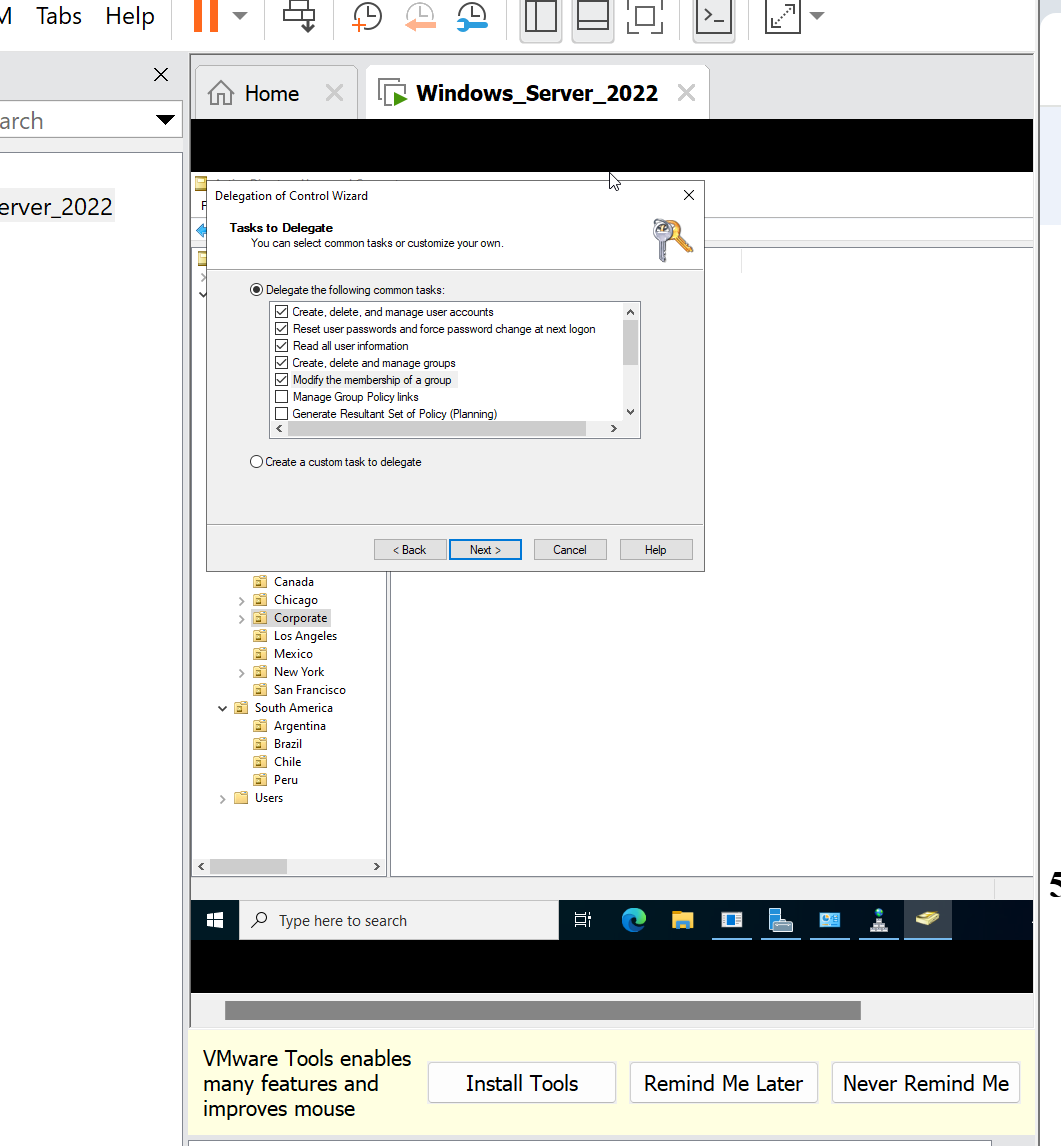 Tabs Help
Home
Windows_Server_2022
arch
erver_2022
Delegation of Control Wizard
Tasks to Delegate
You can select common tasks or customize your own.
Delegate the following common tasks:
Create, delete, and manage user accounts
Reset user passwords and force password change at next logon
Read all user information
Create, delete and manage groups
Modify the membership of a group
Manage Group Policy links
Generate Resultant Set of Policy (Planning)
Create a custom task to delegate
< Back
Next >
Cancel
Help
Canada
Chicago
Corporate
Los Angeles
Mexico
New York
San Francisco
South America
Argentina
Brazil
Chile
Peru
Users
Type here to search
VMware Tools enables
many features and
improves mouse
Install Tools
Remind Me Later
Never Remind Me